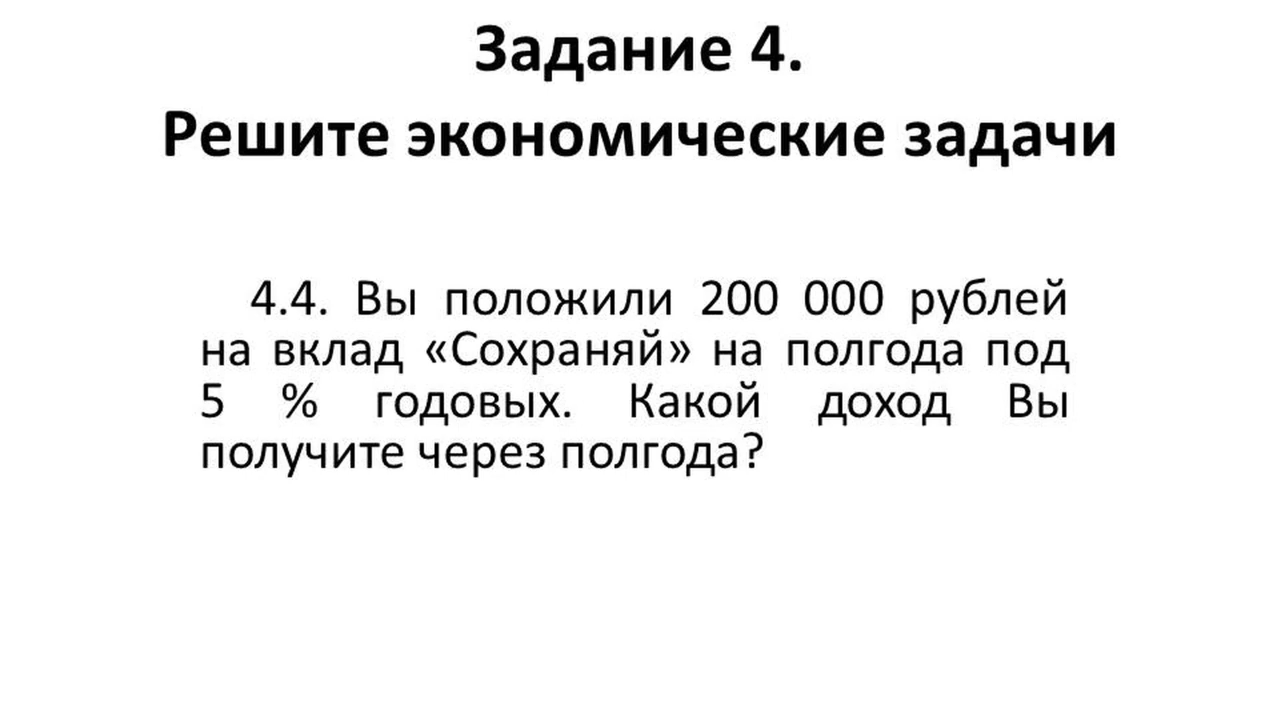 Задание 4.
Решите экономические задачи
4.4. Вы положили 200 000 рублей
на вклад «Сохраняй» на полгода под
5 % годовых. Какой доход Вы
получите через полгода?